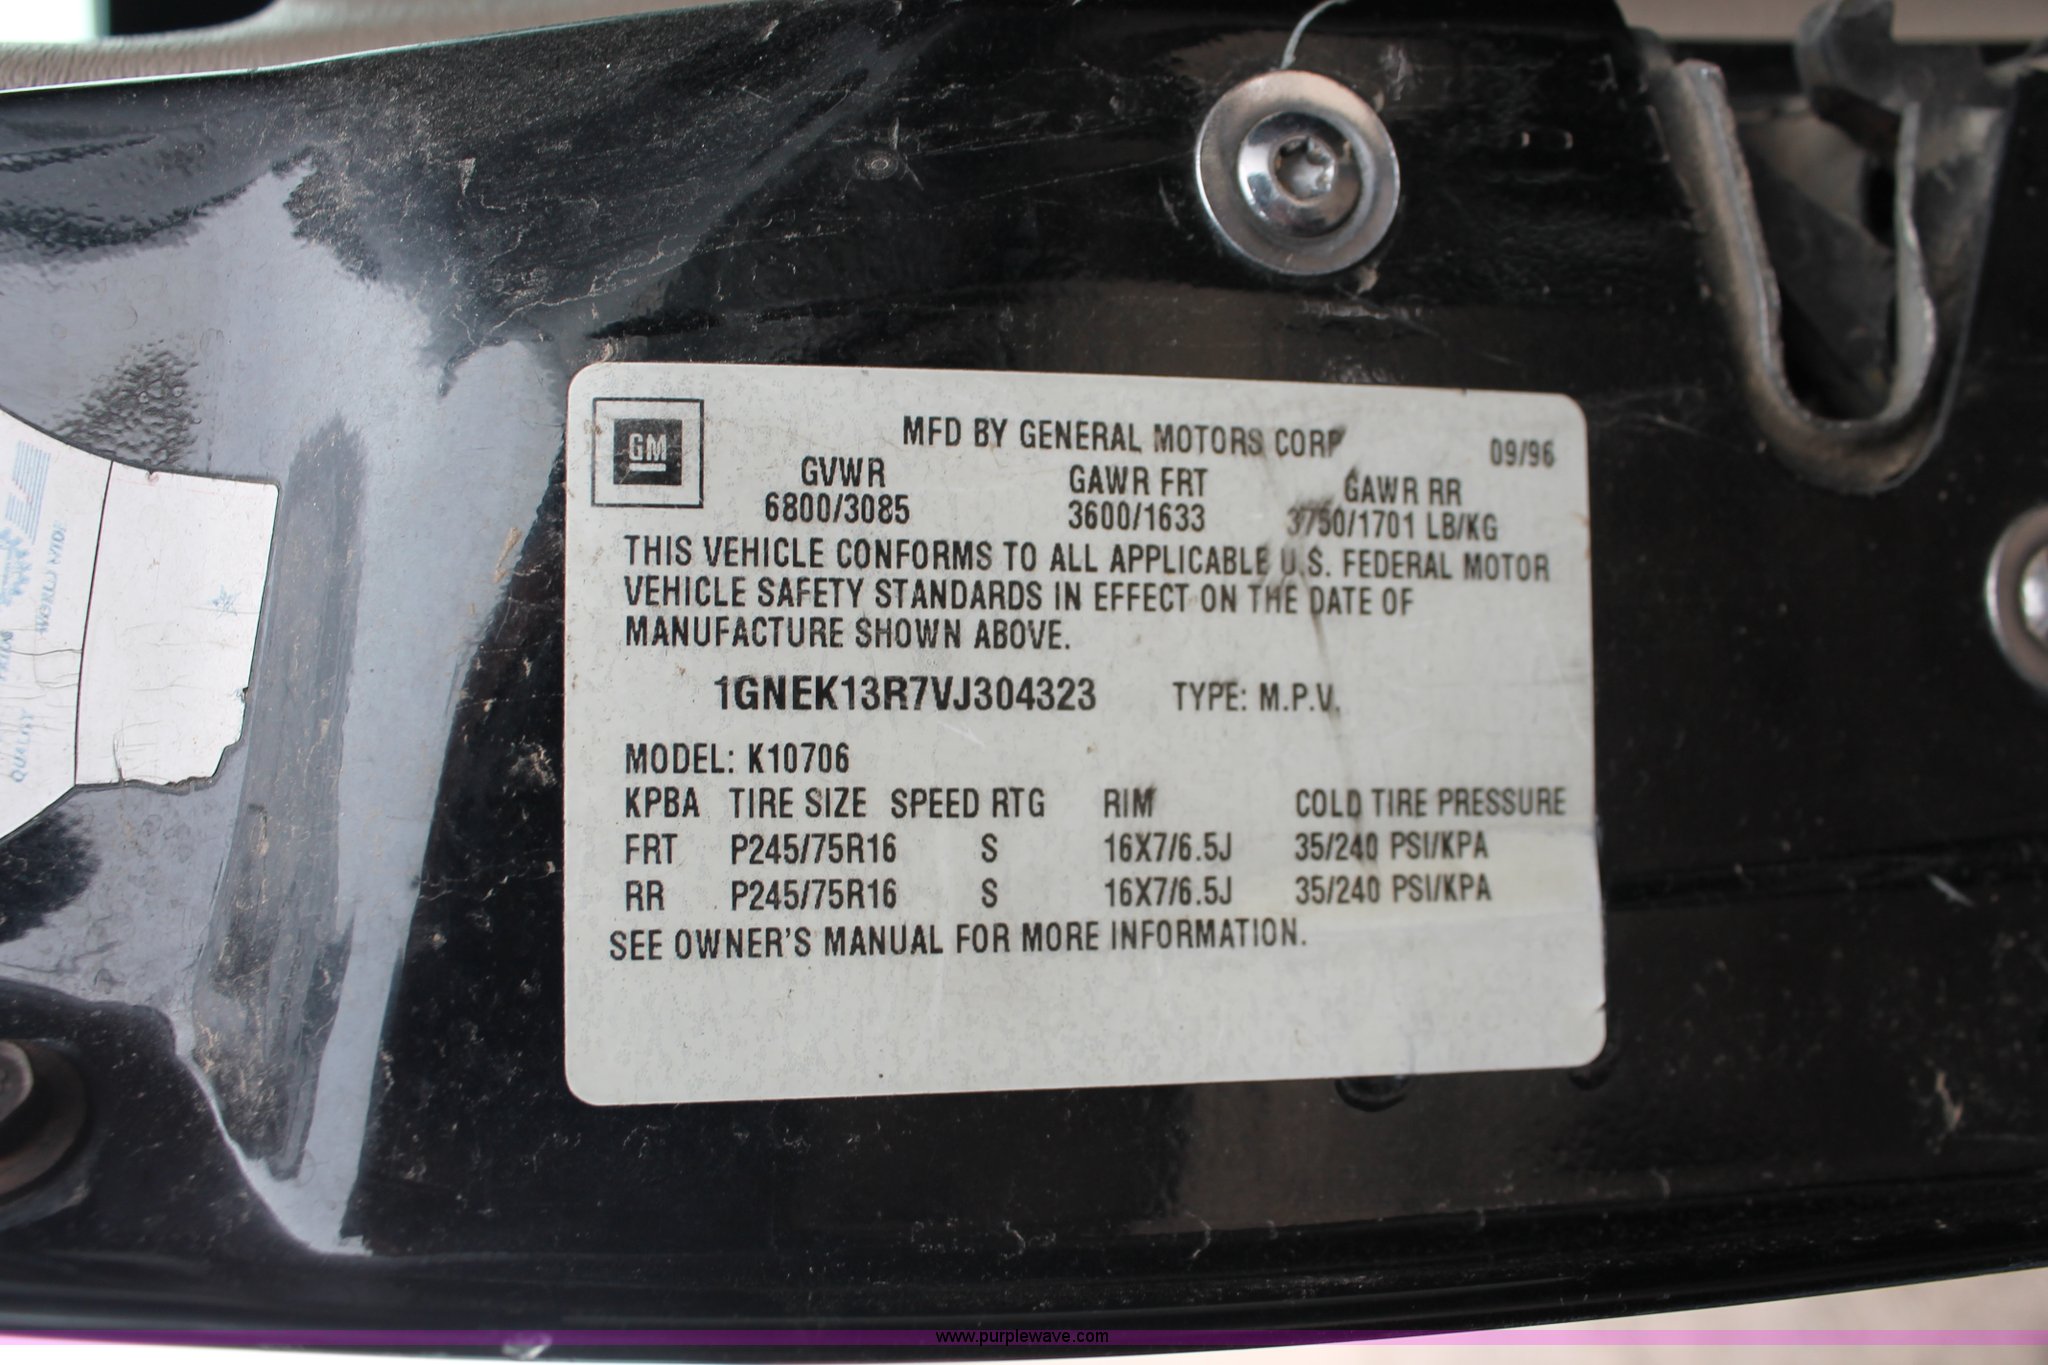 GM
MFD BY GENERAL MOTORS CORP 09/96
GVWR GAWR FRT GAWR RR
6800/3085 3600/1633 3750/1701 LB/KG
THIS VEHICLE CONFORMS TO ALL APPLICABLE U.S. FEDERAL MOTOR
VEHICLE SAFETY STANDARDS IN EFFECT ON THE DATE OF
MANUFACTURE SHOWN ABOVE.
1GNEK13R7VJ304323 TYPE: M.P.V.
MODEL: K10706
KPBA TIRE SIZE SPEED RTG RIM COLD TIRE PRESSURE
FRT P245/75R16 S 16X7/6.5J 35/240 PSI/KPA
RR P245/75R16 S 16X7/6.5J 35/240 PSI/KPA
SEE OWNER'S MANUAL FOR MORE INFORMATION.
WORLD WIDE
QUALITY
www.purplewave.com